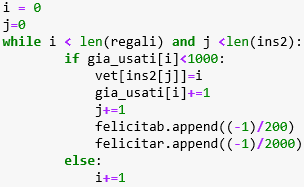 i = 0
j=0
while i < len(regali) and j <len(ins2):
        if gia_usati[i]<1000:
            vet[ins2[j]]=i
            gia_usati[i]+=1
            j+=1
            felicitab.append((-1)/200)
            felicitar.append((-1)/2000)
        else:
            i+=1